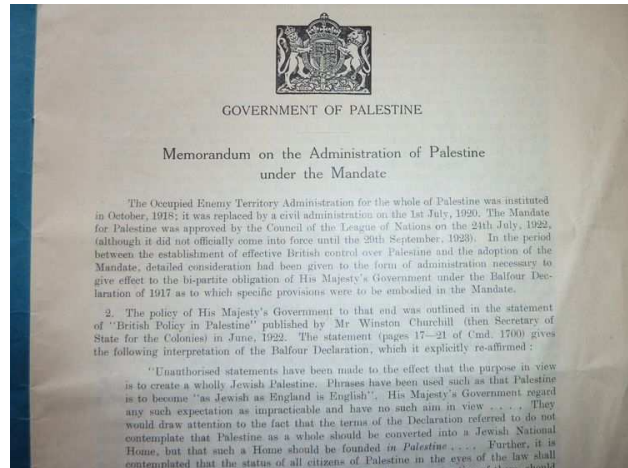 GOVERNMENT OF PALESTINE
Memorandum on the Administration of Palestine
under the Mandate
The Occupied Enemy Territory Administration for the whole of Palestine was instituted
in October, 1918; it was replaced by a civil administration on the 1st July, 1920. The Mandate
for Palestine was approved by the Council of the League of Nations on the 24th July, 1922,
(although it did not officially come into force until the 29th September, 1923). In the period
between the establishment of effective British control over Palestine and the adoption of the
Mandate, detailed consideration had been given to the form of administration necessary to
give effect to the bi-partite obligation of His Majesty's Government under the Balfour Dec-
laration of 1917 as to which specific provisions were to be embodied in the Mandate.
2. The policy of His Majesty's Government to that end was outlined in the statement
of "British Policy in Palestine" published by Mr Winston Churchill (then Secretary of
State for the Colonies) in June, 1922. The statement (pages 17—21 of Cmd. 1700) gives
the following interpretation of the Balfour Declaration, which it explicitly re-affirmed :
"Unauthorised statements have been made to the effect that the purpose in view
is to create a wholly Jewish Palestine. Phrases have been used such as that Palestine
is to become "as Jewish as England is English". His Majesty's Government regard
any such expectation as impracticable and have no such aim in view . . . . They
would draw attention to the fact that the terms of the Declaration referred to do not
contemplate that Palestine as a whole should be converted into a Jewish National
Home, but that such a Home should be founded in Palestine . . . . Further, it is
contemplated that the status of all citizens of Palestine in the eyes of the law shall